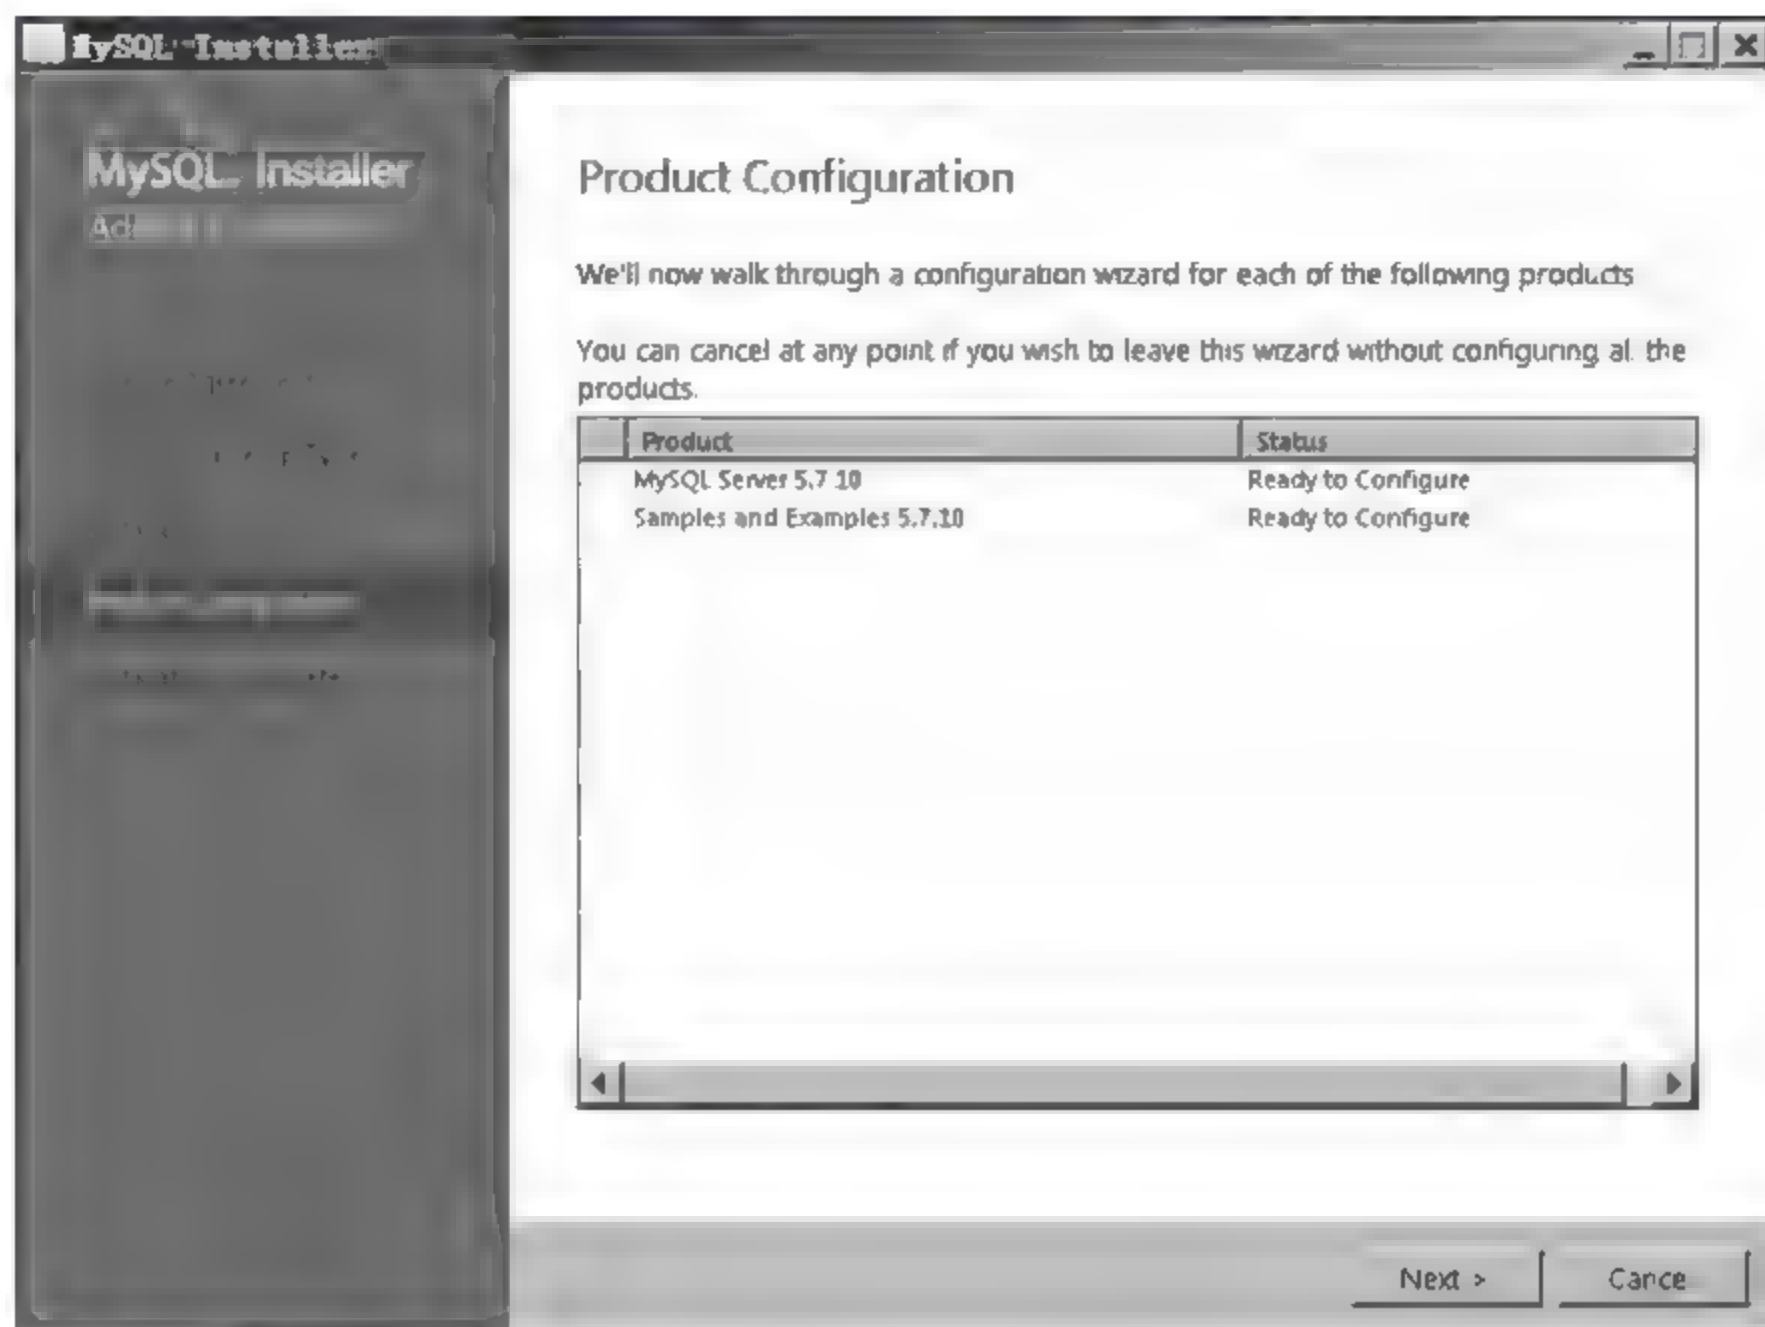 MySQL Installer
MySQL Installer
Product Configuration
We'll now walk through a configuration wizard for each of the following products
You can cancel at any point if you wish to leave this wizard without configuring all the
products.
Product Status
MySQL Server 5.7.10 Ready to Configure
Samples and Examples 5.7.10 Ready to Configure
Next > Cancel